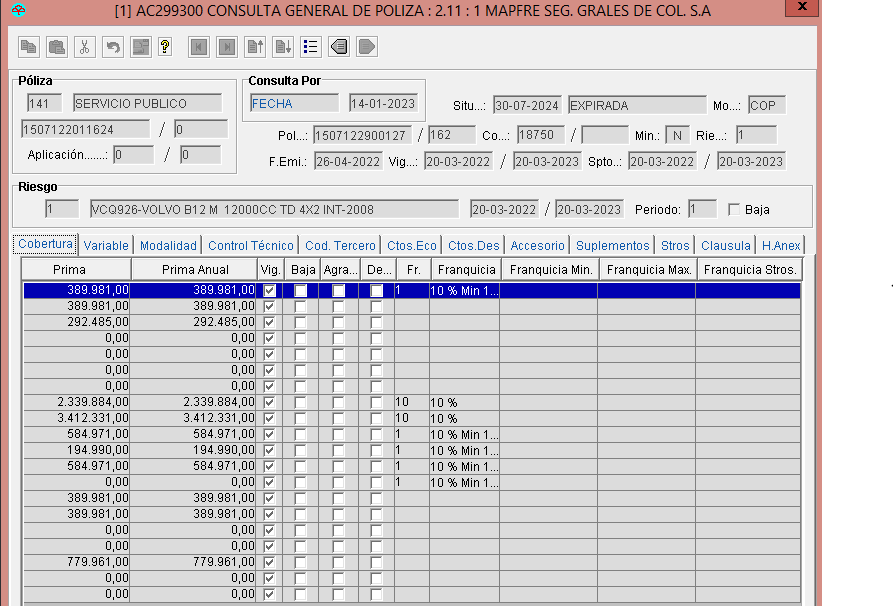 [1] AC299300 CONSULTA GENERAL DE POLIZA : 2.11 : 1 MAPFRE SEG. GRALES DE COL. S.A x
Póliza
141 SERVICIO PUBLICO
1507122011624 / 0
Aplicación.......: 0 / 0
Consulta Por
FECHA 14-01-2023
Situ...: 30-07-2024 EXPIRADA Mo...: COP
Pol...: 1507122900127 / 162 Co...: 18750 / Min.: N Rie...: 1
F.Emi.: 26-04-2022 Vig...: 20-03-2022 / 20-03-2023 Spto..: 20-03-2022 / 20-03-2023
Riesgo
1 VCQ926-VOLVO B12 M 12000CC TD 4X2 INT-2008 20-03-2022 / 20-03-2023 Periodo: 1 Baja
Cobertura Variable Modalidad Control Técnico Cod. Tercero Ctos.Eco Ctos.Des Accesorio Suplementos Stros Clausula H.Anex
Prima Prima Anual Vig. Baja Agra... De... Fr. Franquicia Franquicia Min. Franquicia Max. Franquicia Stros.
389.981,00 389.981,00 1 10 % Min 1...
389.981,00 389.981,00
292.485,00 292.485,00
0,00 0,00
0,00 0,00
0,00 0,00
0,00 0,00
2.339.884,00 2.339.884,00 10 10 %
3.412.331,00 3.412.331,00 10 10 %
584.971,00 584.971,00 1 10 % Min 1...
194.990,00 194.990,00 1 10 % Min 1...
584.971,00 584.971,00 1 10 % Min 1...
0,00 0,00 1 10 % Min 1...
389.981,00 389.981,00
389.981,00 389.981,00
0,00 0,00
0,00 0,00
779.961,00 779.961,00
0,00 0,00
0,00 0,00